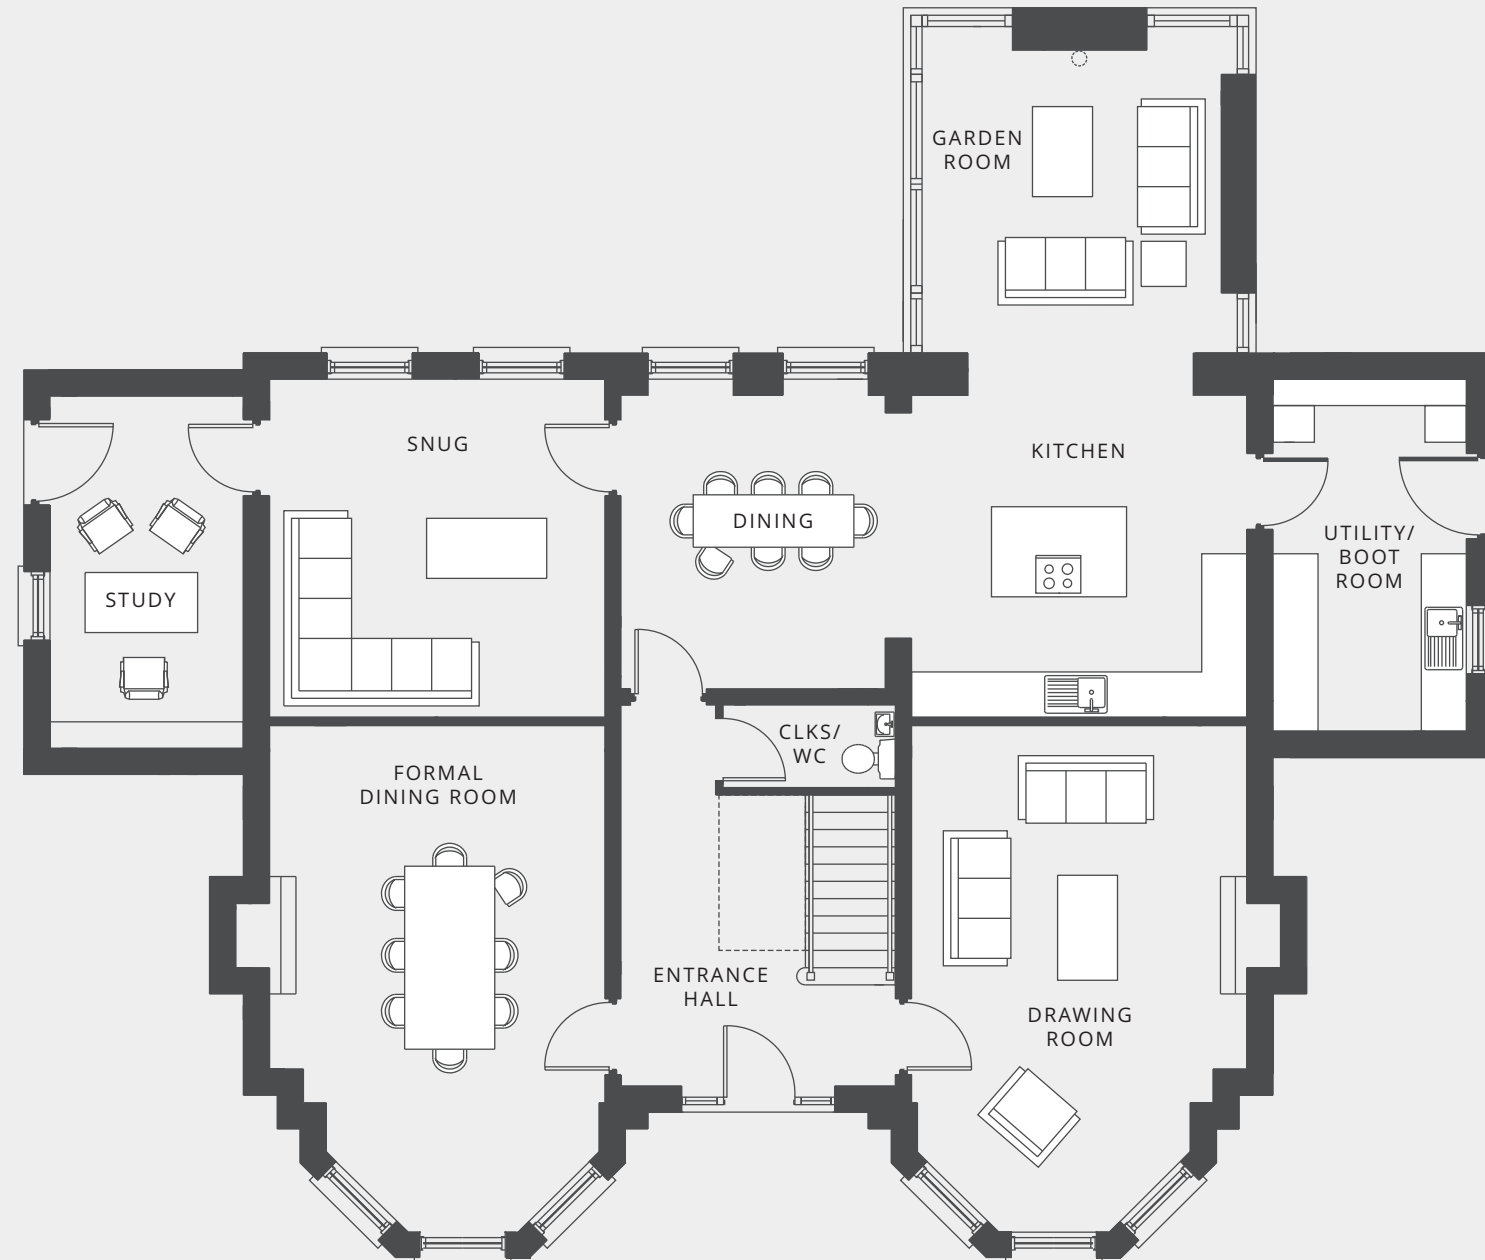 GARDEN
ROOM
SNUG
KITCHEN
DINING
UTILITY/
BOOT
ROOM
STUDY
CLKS/
WC
FORMAL
DINING ROOM
ENTRANCE
HALL
DRAWING
ROOM